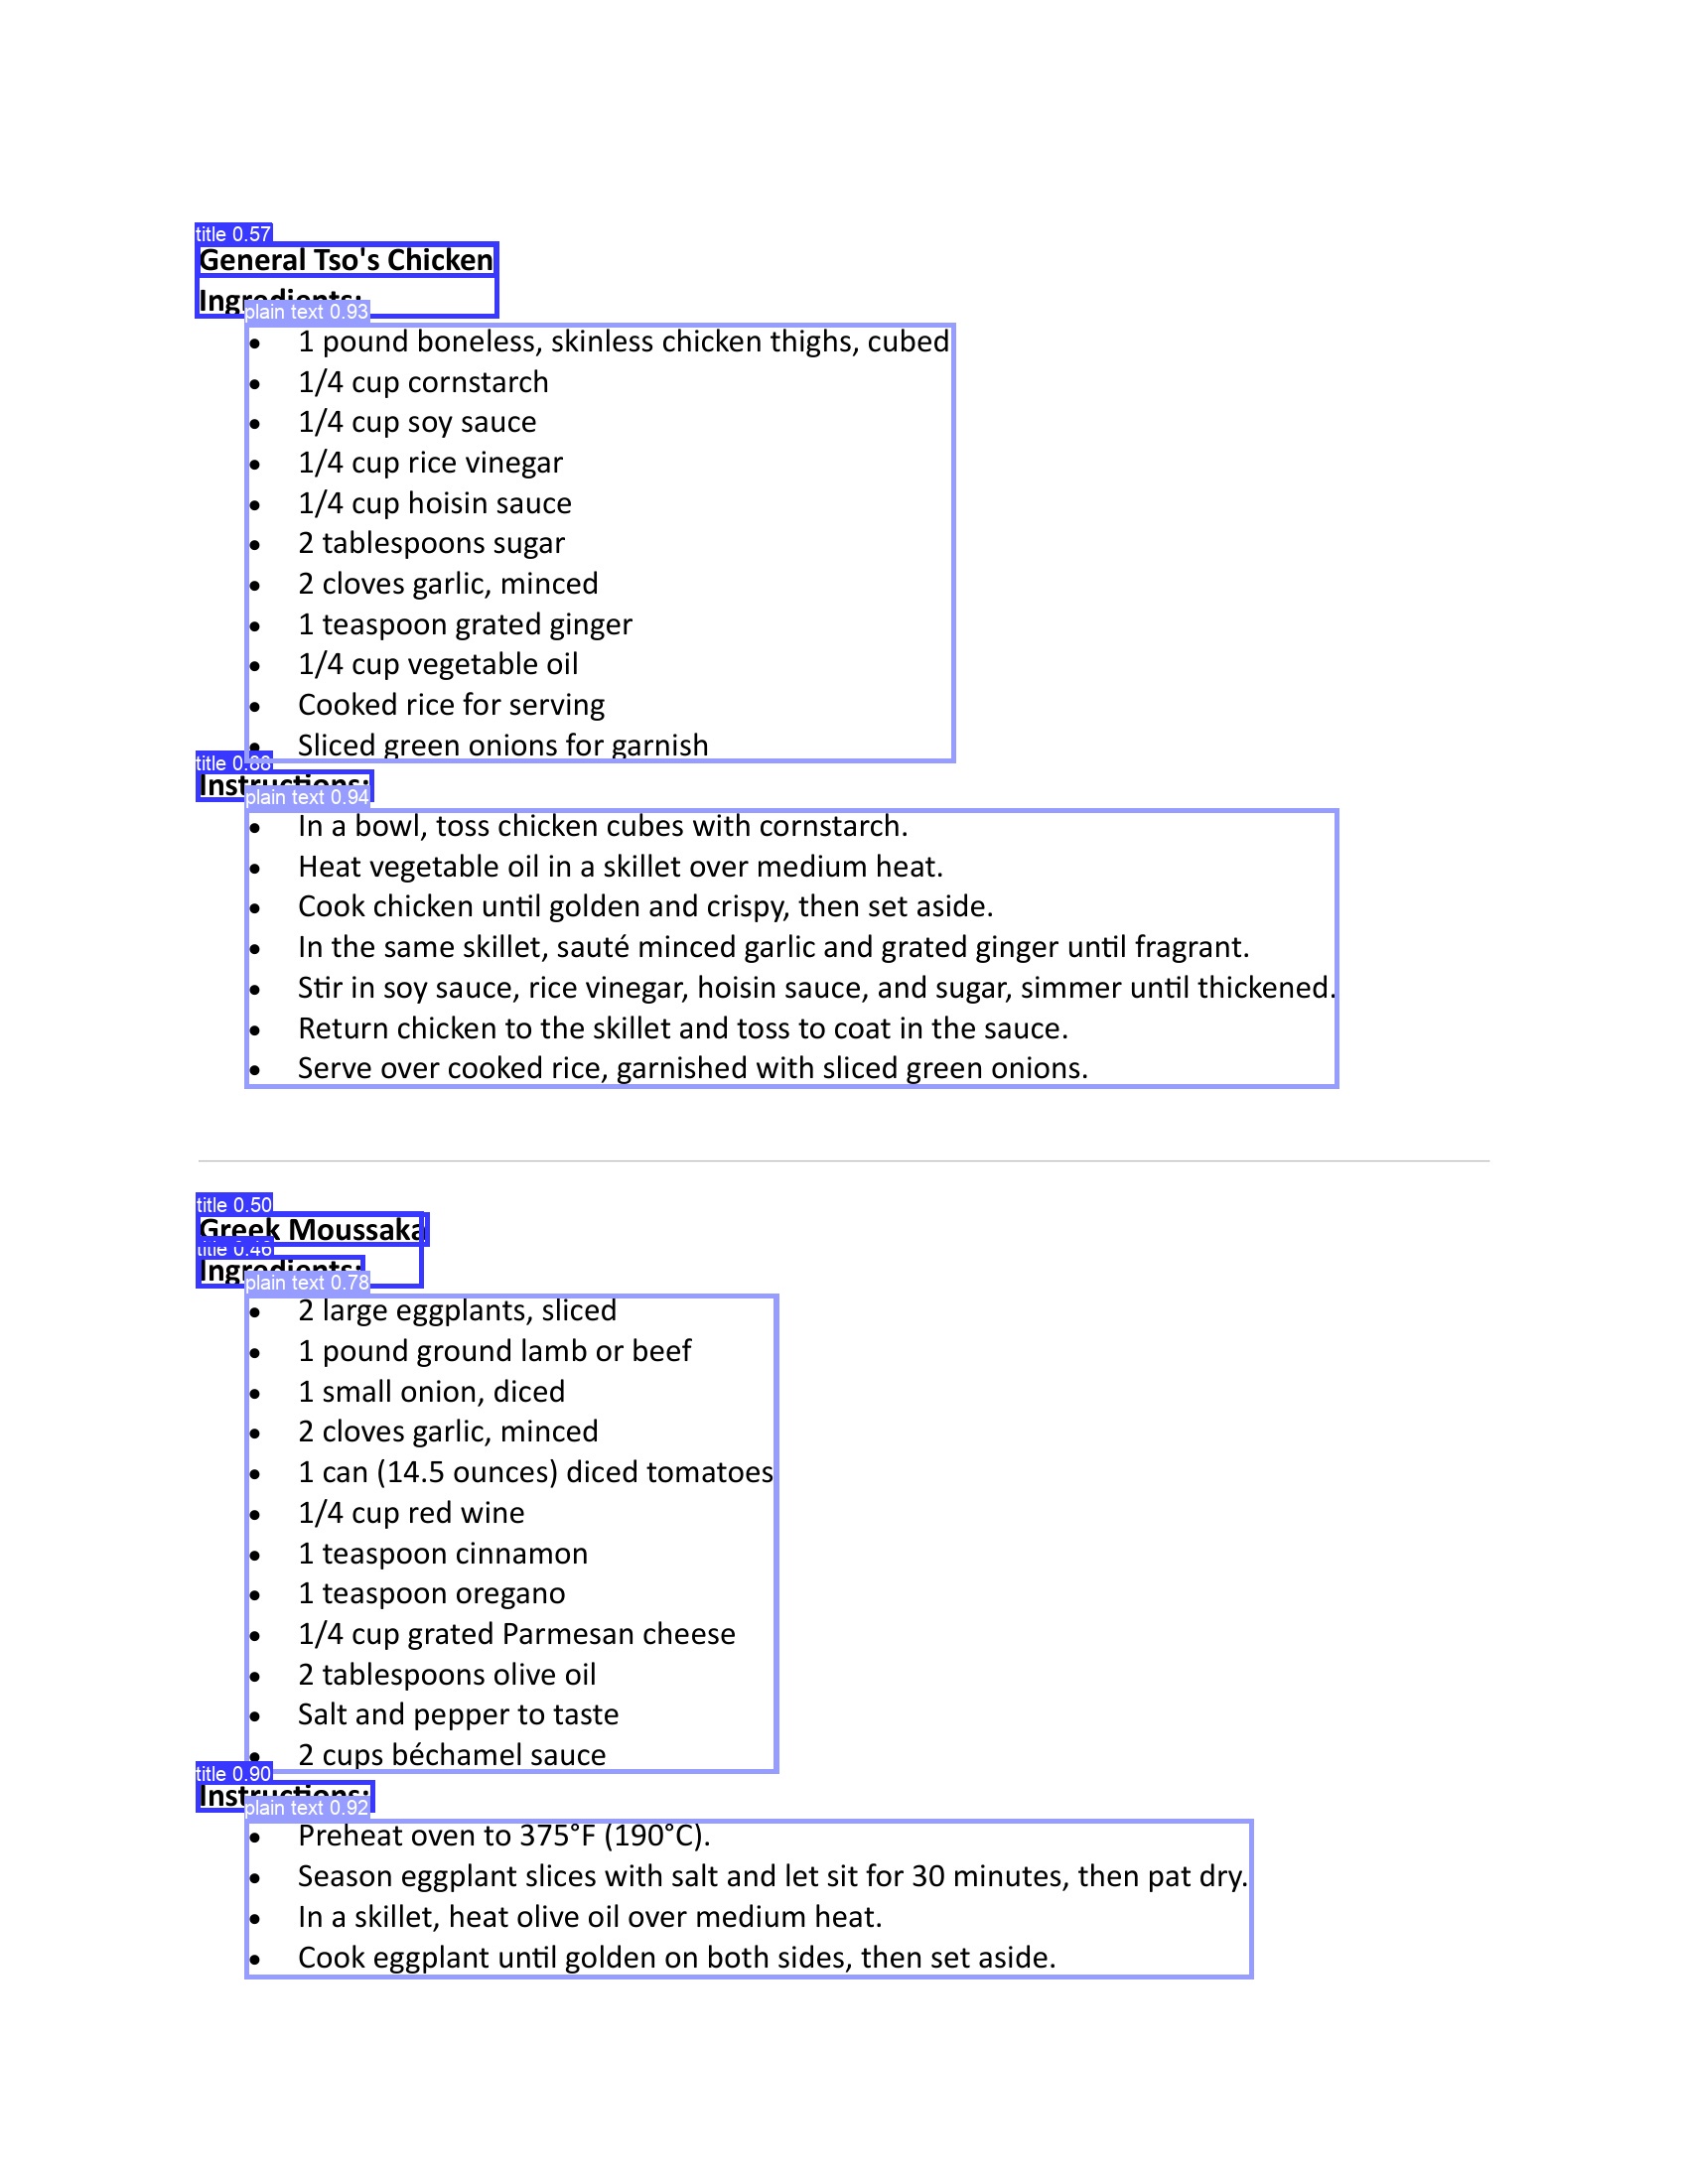 title 0.57
General Tso's Chicken
Ingredients:
plain text 0.93
• 1 pound boneless, skinless chicken thighs, cubed
• 1/4 cup cornstarch
• 1/4 cup soy sauce
• 1/4 cup rice vinegar
• 1/4 cup hoisin sauce
• 2 tablespoons sugar
• 2 cloves garlic, minced
• 1 teaspoon grated ginger
• 1/4 cup vegetable oil
• Cooked rice for serving
• Sliced green onions for garnish
title 0.88
Instructions:
plain text 0.94
• In a bowl, toss chicken cubes with cornstarch.
• Heat vegetable oil in a skillet over medium heat.
• Cook chicken until golden and crispy, then set aside.
• In the same skillet, sauté minced garlic and grated ginger until fragrant.
• Stir in soy sauce, rice vinegar, hoisin sauce, and sugar, simmer until thickened.
• Return chicken to the skillet and toss to coat in the sauce.
• Serve over cooked rice, garnished with sliced green onions.
title 0.50
Greek Moussaka
title 0.46
Ingredients:
plain text 0.78
• 2 large eggplants, sliced
• 1 pound ground lamb or beef
• 1 small onion, diced
• 2 cloves garlic, minced
• 1 can (14.5 ounces) diced tomatoes
• 1/4 cup red wine
• 1 teaspoon cinnamon
• 1 teaspoon oregano
• 1/4 cup grated Parmesan cheese
• 2 tablespoons olive oil
• Salt and pepper to taste
• 2 cups béchamel sauce
title 0.90
Instructions:
plain text 0.92
• Preheat oven to 375°F (190°C).
• Season eggplant slices with salt and let sit for 30 minutes, then pat dry.
• In a skillet, heat olive oil over medium heat.
• Cook eggplant until golden on both sides, then set aside.